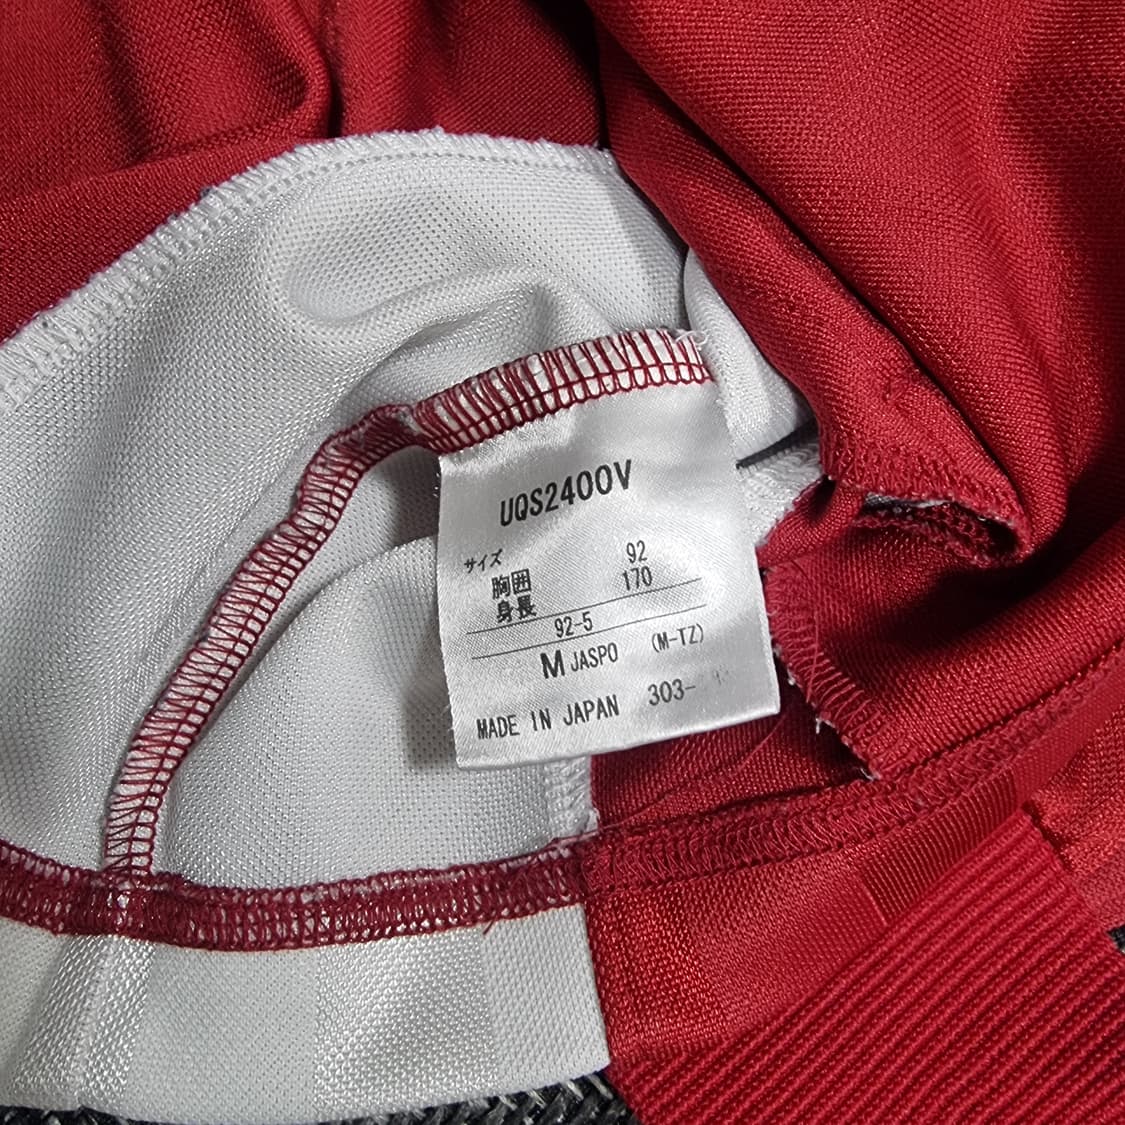 UQS2400V
サイズ
胸囲 92
身長 170
92-5
M JASPO (M-TZ)
MADE IN JAPAN 303-